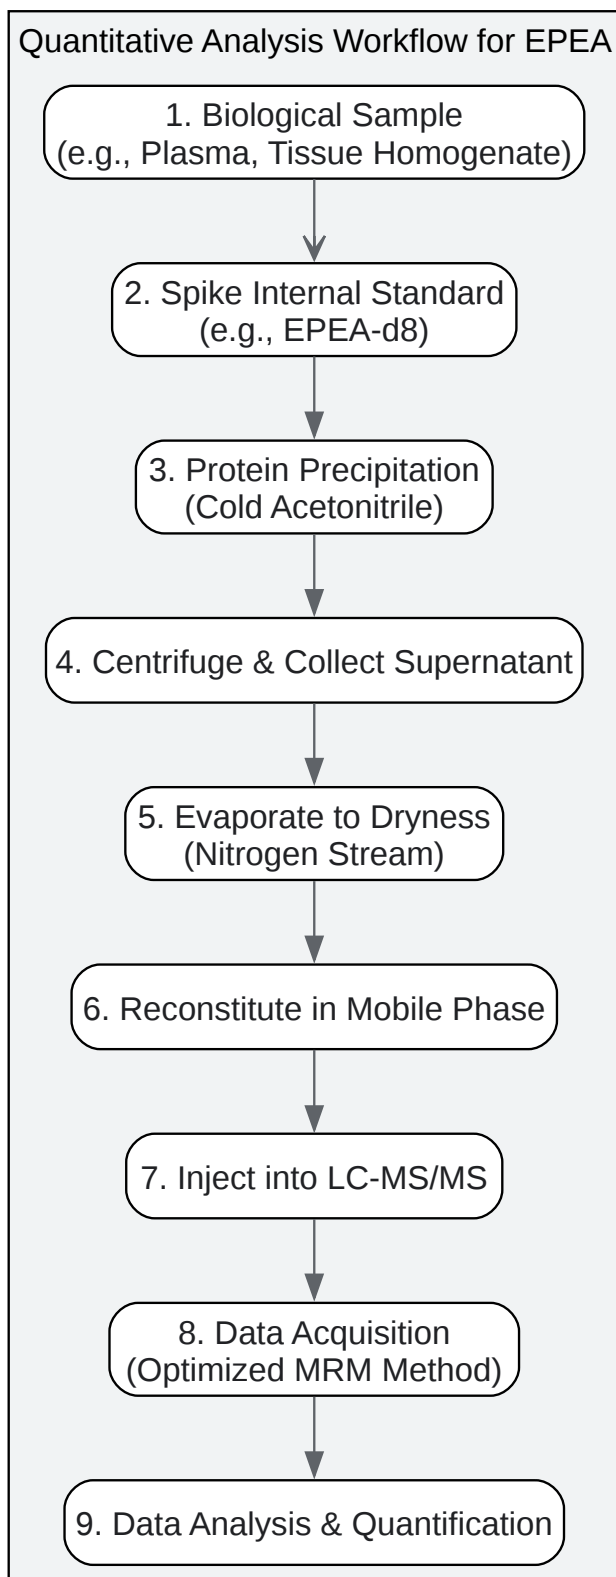 Quantitative Analysis Workflow for EPEA
1. Biological Sample
(e.g., Plasma, Tissue Homogenate)
2. Spike Internal Standard
(e.g., EPEA-d8)
3. Protein Precipitation
(Cold Acetonitrile)
4. Centrifuge & Collect Supernatant
5. Evaporate to Dryness
(Nitrogen Stream)
6. Reconstitute in Mobile Phase
7. Inject into LC-MS/MS
8. Data Acquisition
(Optimized MRM Method)
9. Data Analysis & Quantification